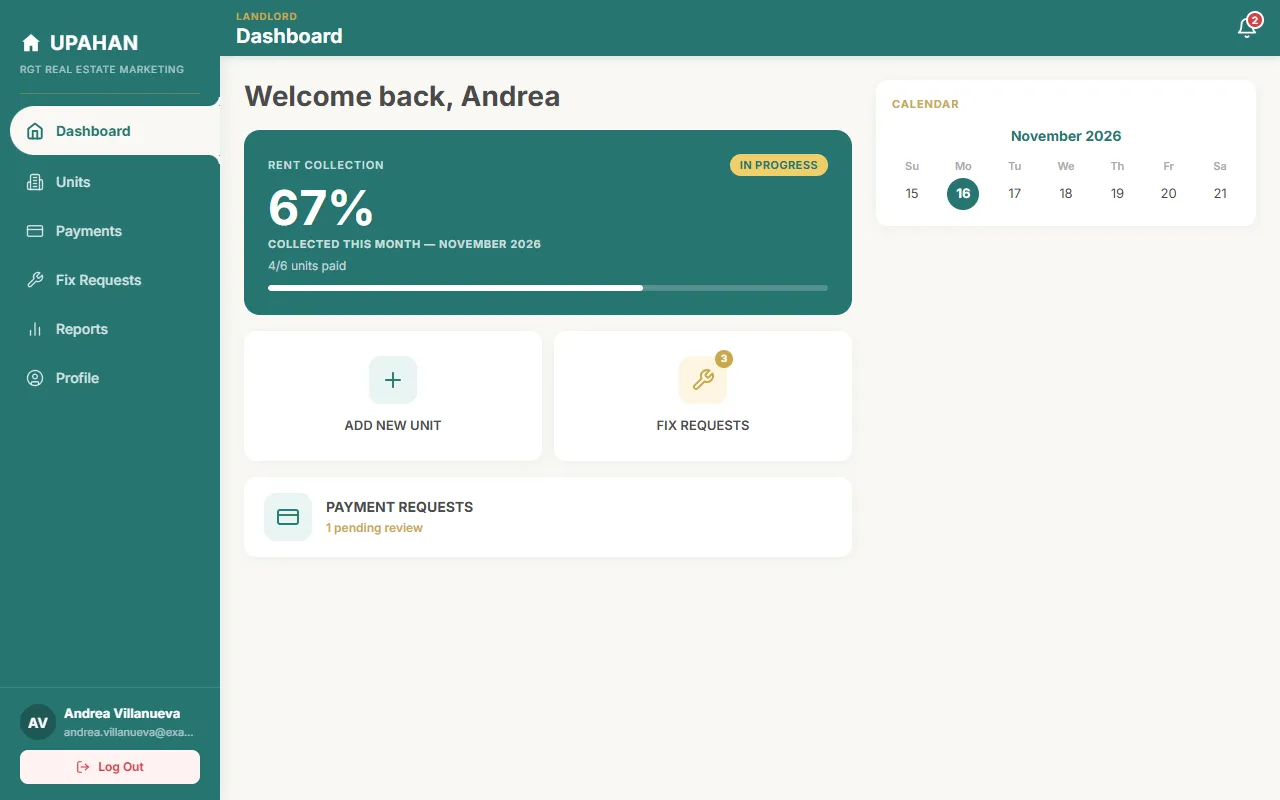 UPAHAN
RGT REAL ESTATE MARKETING
Dashboard
Units
Payments
Fix Requests
Reports
Profile
AV
Andrea Villanueva
andrea.villanueva@exa...
Log Out
LANDLORD
Dashboard
2
Welcome back, Andrea
RENT COLLECTION
IN PROGRESS
67%
COLLECTED THIS MONTH — NOVEMBER 2026
4/6 units paid
ADD NEW UNIT
3
FIX REQUESTS
PAYMENT REQUESTS
1 pending review
CALENDAR
November 2026
Su Mo Tu We Th Fr Sa
15 16 17 18 19 20 21